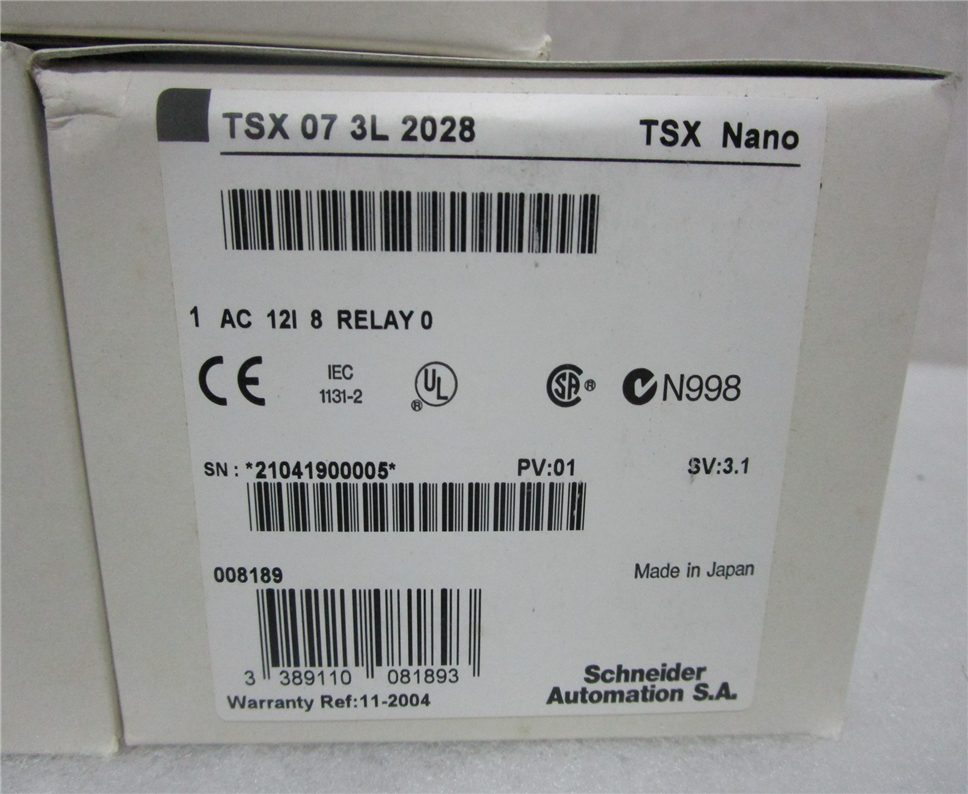 TSX 07 3L 2028 TSX Nano
1 AC 12I 8 RELAY 0
CE IEC 1131-2 UL ® SA ® N998
SN : *21041900005* PV:01 SV:3.1
008189 Made in Japan
3 389110 081893
Schneider
Automation S.A.
Warranty Ref:11-2004